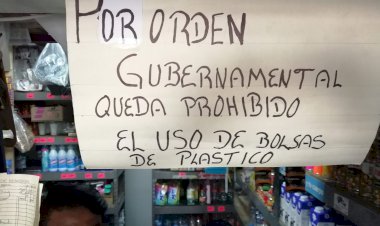 POR ORDEN
GUBERNAMENTAL
QUEDA PROHIBIDO
EL USO DE BOLSAS
DE PLASTICO